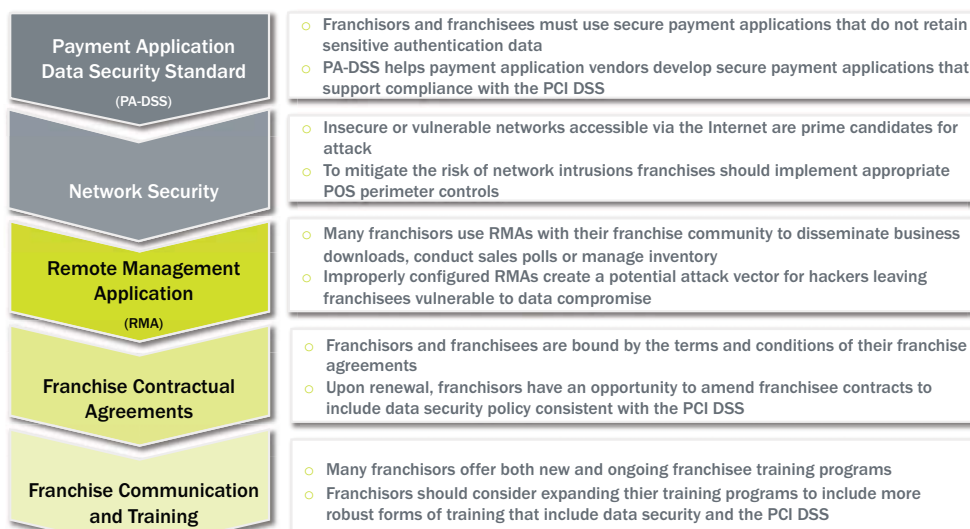 Payment Application
Data Security Standard
(PA-DSS)
○ Franchisors and franchisees must use secure payment applications that do not retain
sensitive authentication data
○ PA-DSS helps payment application vendors develop secure payment applications that
support compliance with the PCI DSS
Network Security
○ Insecure or vulnerable networks accessible via the Internet are prime candidates for
attack
○ To mitigate the risk of network intrusions franchises should implement appropriate
POS perimeter controls
Remote Management
Application
(RMA)
○ Many franchisors use RMAs with their franchise community to disseminate business
downloads, conduct sales polls or manage inventory
○ Improperly configured RMAs create a potential attack vector for hackers leaving
franchisees vulnerable to data compromise
Franchise Contractual
Agreements
○ Franchisors and franchisees are bound by the terms and conditions of their franchise
agreements
○ Upon renewal, franchisors have an opportunity to amend franchisee contracts to
include data security policy consistent with the PCI DSS
Franchise Communication
and Training
○ Many franchisors offer both new and ongoing franchisee training programs
○ Franchisors should consider expanding thier training programs to include more
robust forms of training that include data security and the PCI DSS